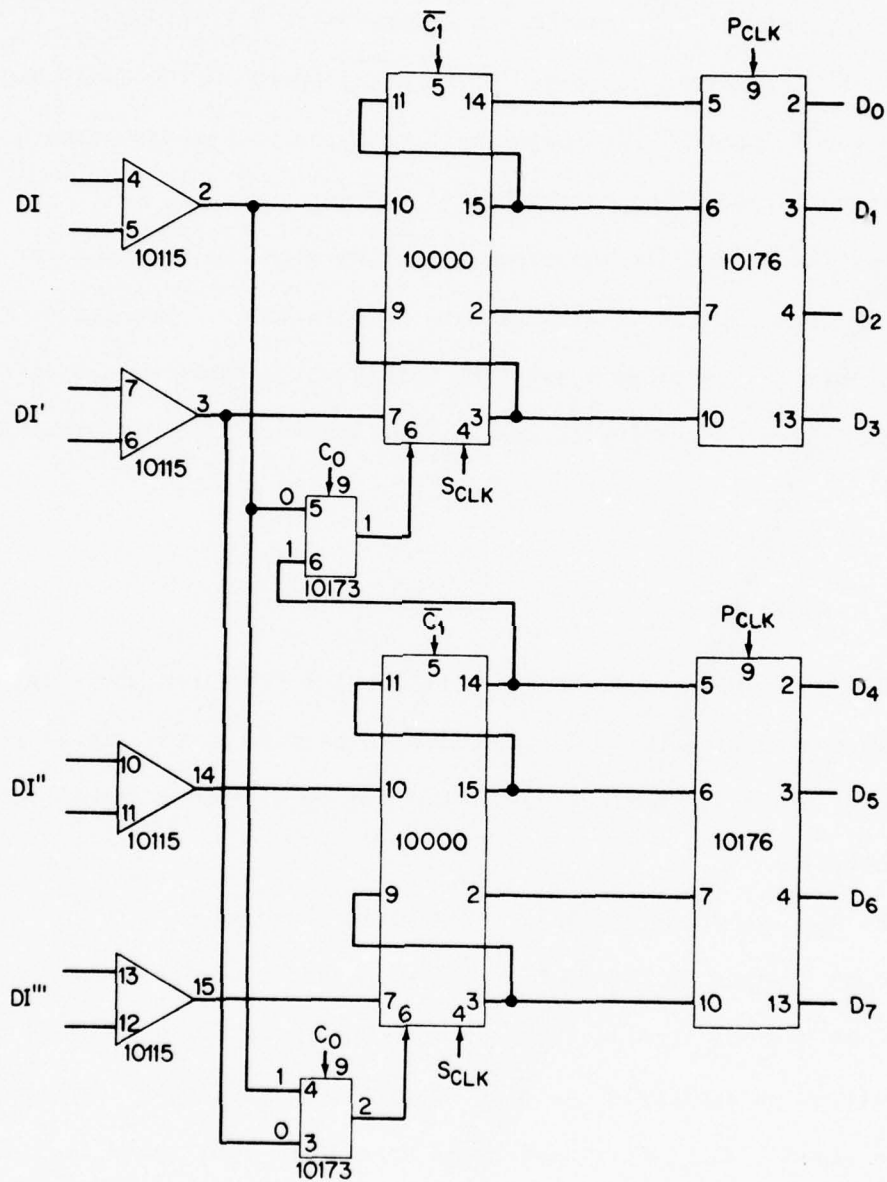 C̅₁ P_CLK
5 9
11 14 5 2 D₀
4 2
DI 10 15 6 3 D₁
5
10115 10000 10176
9 2 7 4 D₂
7 3
DI' 7 3 10 13 D₃
6 6 4
10115 C₀ S_CLK
0 5 9
1
1 6
10173
C̅₁ P_CLK
5 9
11 14 5 2 D₄
10 14
DI'' 10 15 6 3 D₅
11
10115 10000 10176
9 2 7 4 D₆
13 15
DI''' 7 3 10 13 D₇
12 6 4
10115 C₀ S_CLK
9
1 4
2
0 3
10173